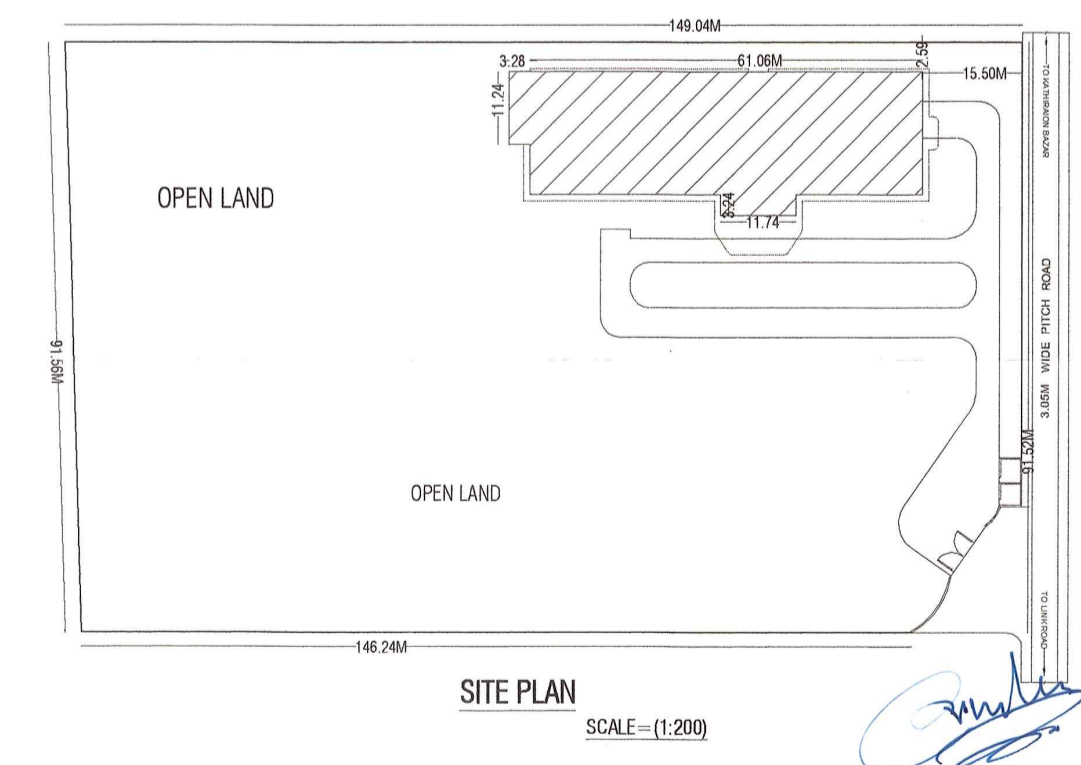 149.04M
3.28
61.06M
2.59
15.50M
11.24
TO KATHIRAION BAZAR
OPEN LAND
3.24
11.74
91.56M
3.05M WIDE PITCH ROAD
91.52M
OPEN LAND
TO LINKROAD
146.24M
SITE PLAN
SCALE=(1:200)